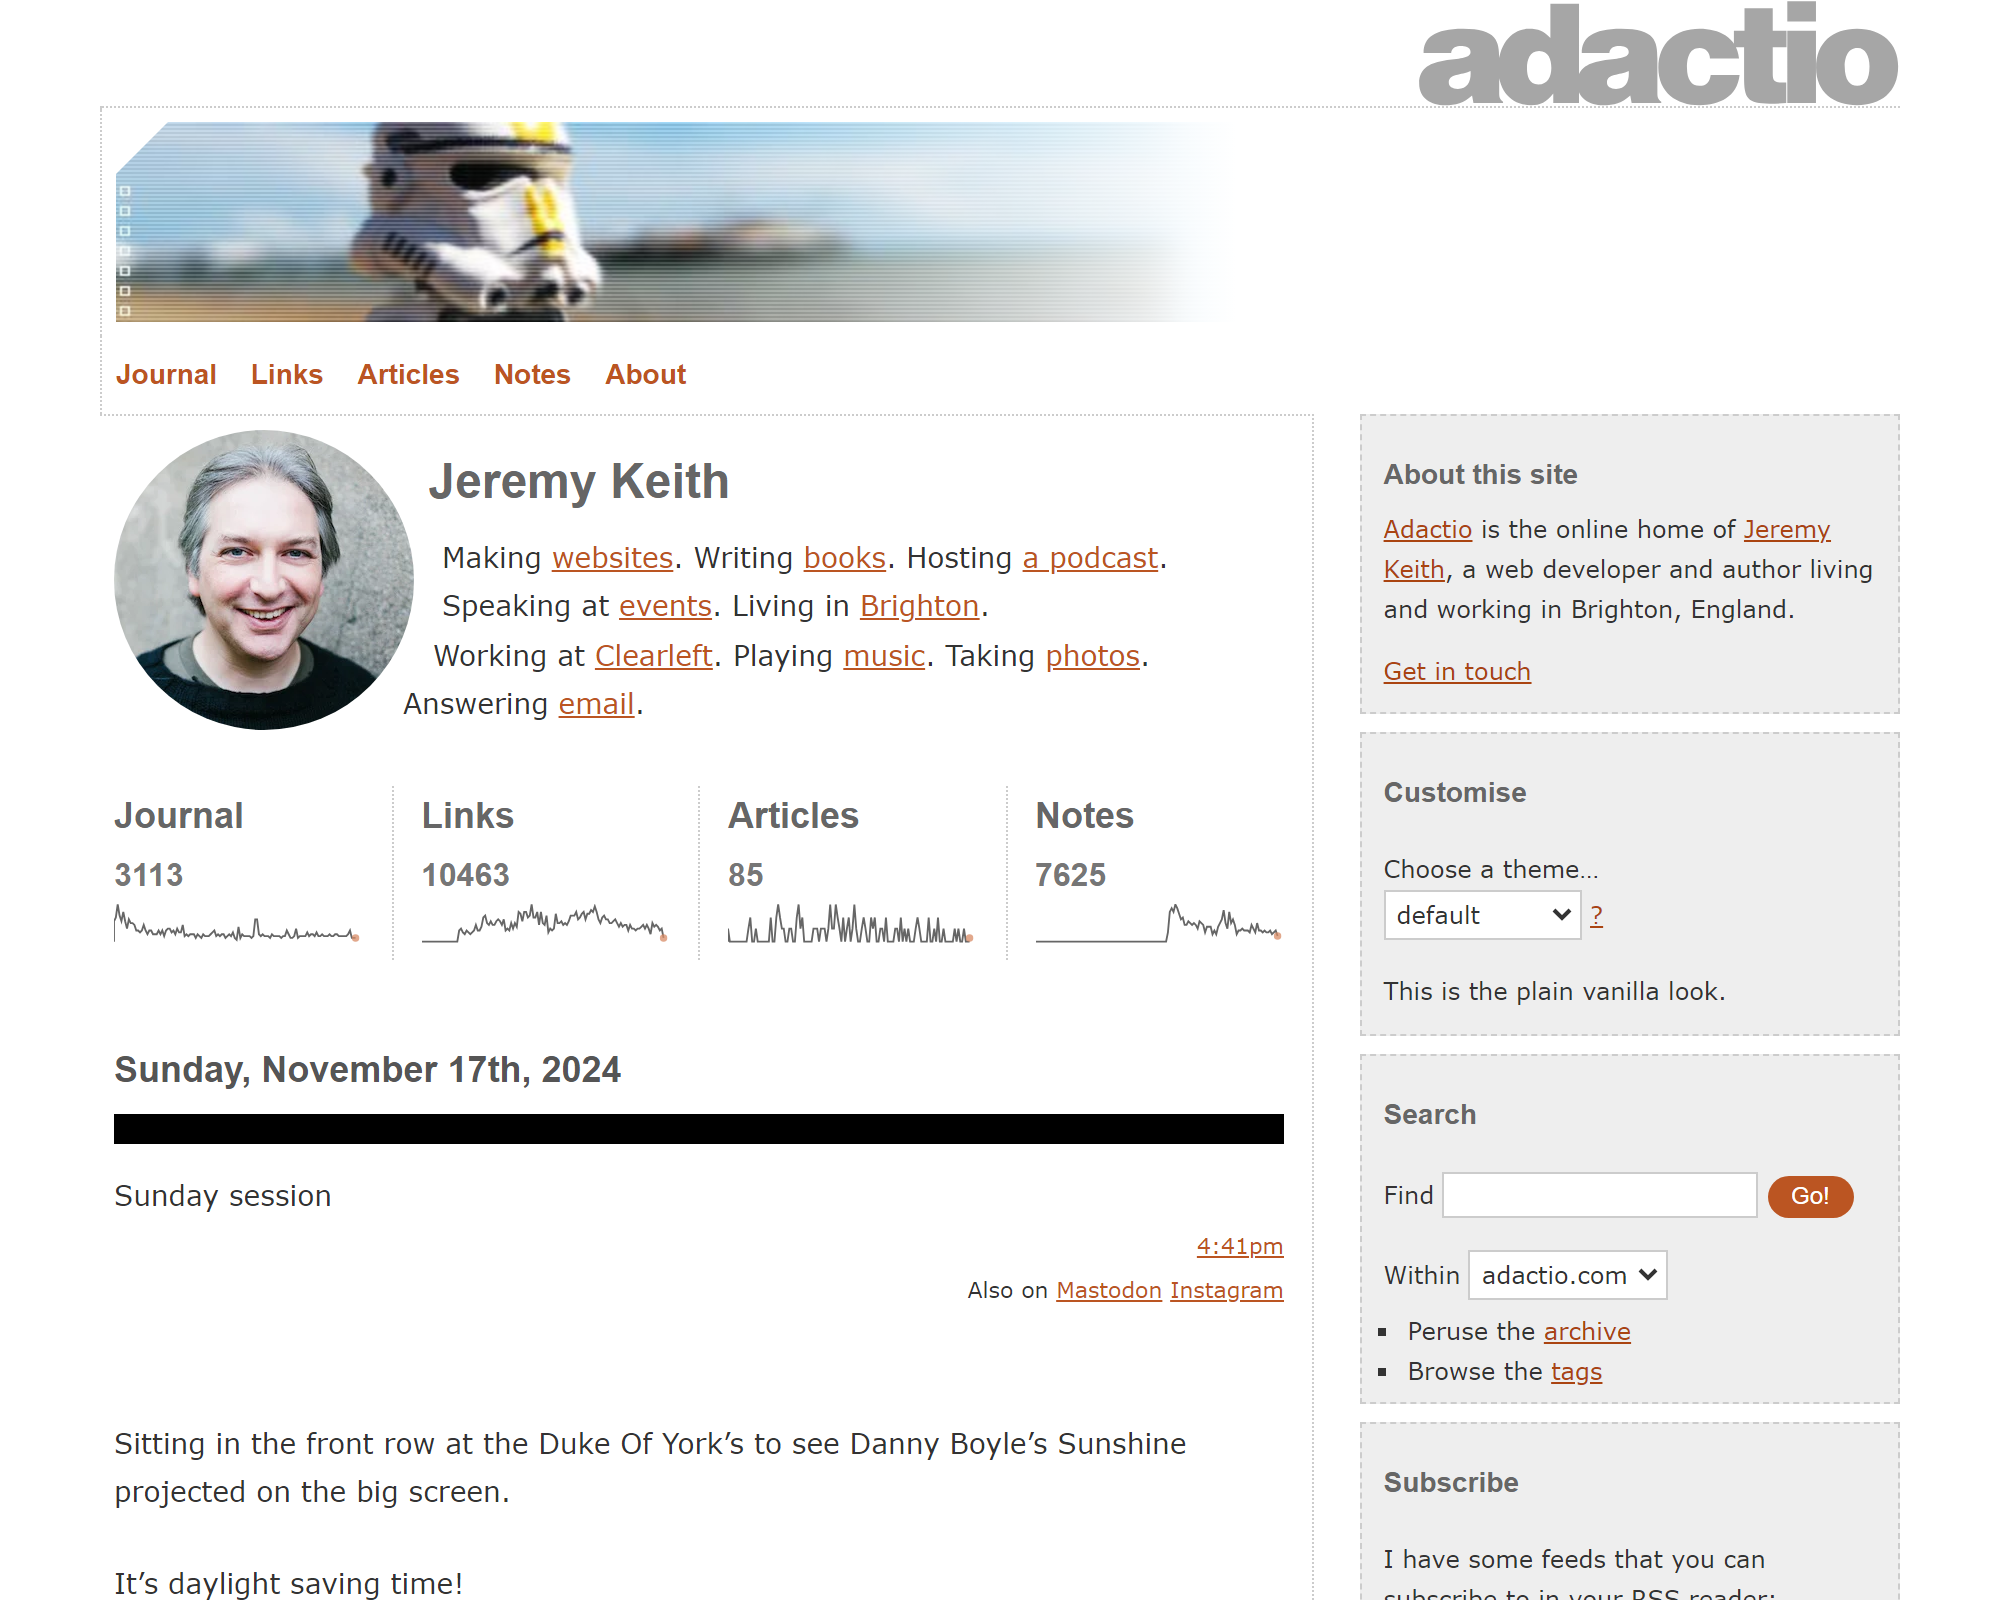 adactio
Journal Links Articles Notes About
Jeremy Keith
Making websites. Writing books. Hosting a podcast.
Speaking at events. Living in Brighton.
Working at Clearleft. Playing music. Taking photos.
Answering email.
Journal
3113
Links
10463
Articles
85
Notes
7625
Sunday, November 17th, 2024
Sunday session
4:41pm
Also on Mastodon Instagram
Sitting in the front row at the Duke Of York’s to see Danny Boyle’s Sunshine
projected on the big screen.
It’s daylight saving time!
About this site
Adactio is the online home of Jeremy
Keith, a web developer and author living
and working in Brighton, England.
Get in touch
Customise
Choose a theme…
default ?
This is the plain vanilla look.
Search
Find Go!
Within adactio.com
Peruse the archive
Browse the tags
Subscribe
I have some feeds that you can
subscribe to in your RSS reader: